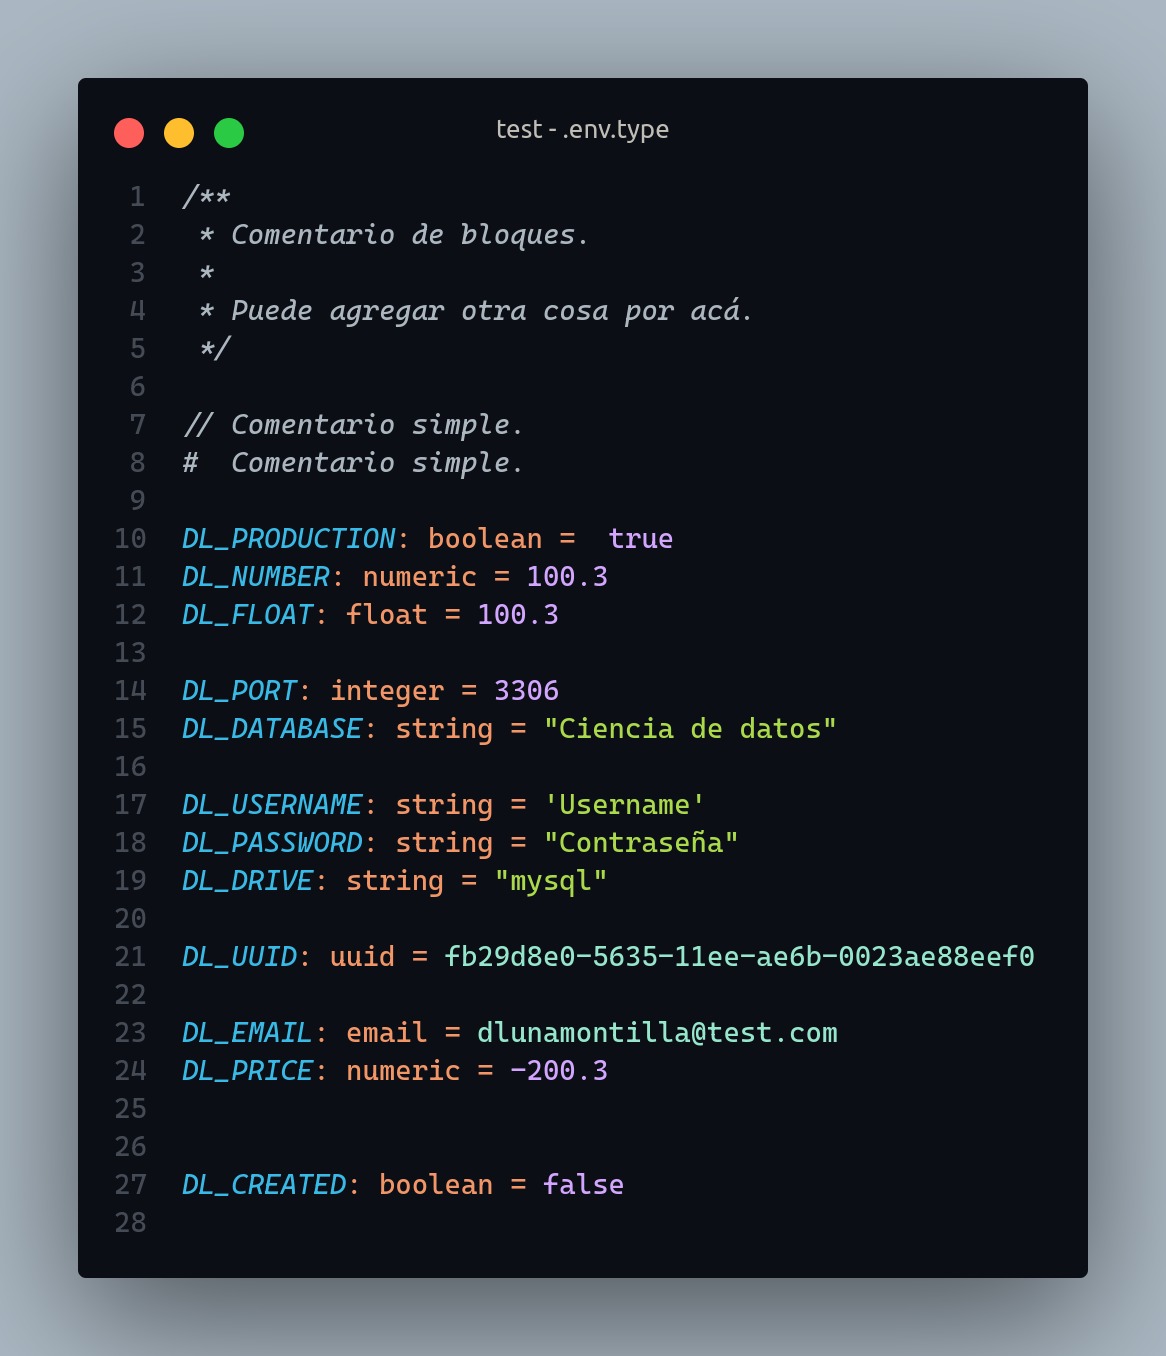 test - .env.type
1 /**
2  * Comentario de bloques.
3  *
4  * Puede agregar otra cosa por acá.
5  */
6
7 // Comentario simple.
8 #  Comentario simple.
9
10 DL_PRODUCTION: boolean =  true
11 DL_NUMBER: numeric = 100.3
12 DL_FLOAT: float = 100.3
13
14 DL_PORT: integer = 3306
15 DL_DATABASE: string = "Ciencia de datos"
16
17 DL_USERNAME: string = 'Username'
18 DL_PASSWORD: string = "Contraseña"
19 DL_DRIVE: string = "mysql"
20
21 DL_UUID: uuid = fb29d8e0-5635-11ee-ae6b-0023ae88eef0
22
23 DL_EMAIL: email = dlunamontilla@test.com
24 DL_PRICE: numeric = -200.3
25
26
27 DL_CREATED: boolean = false
28